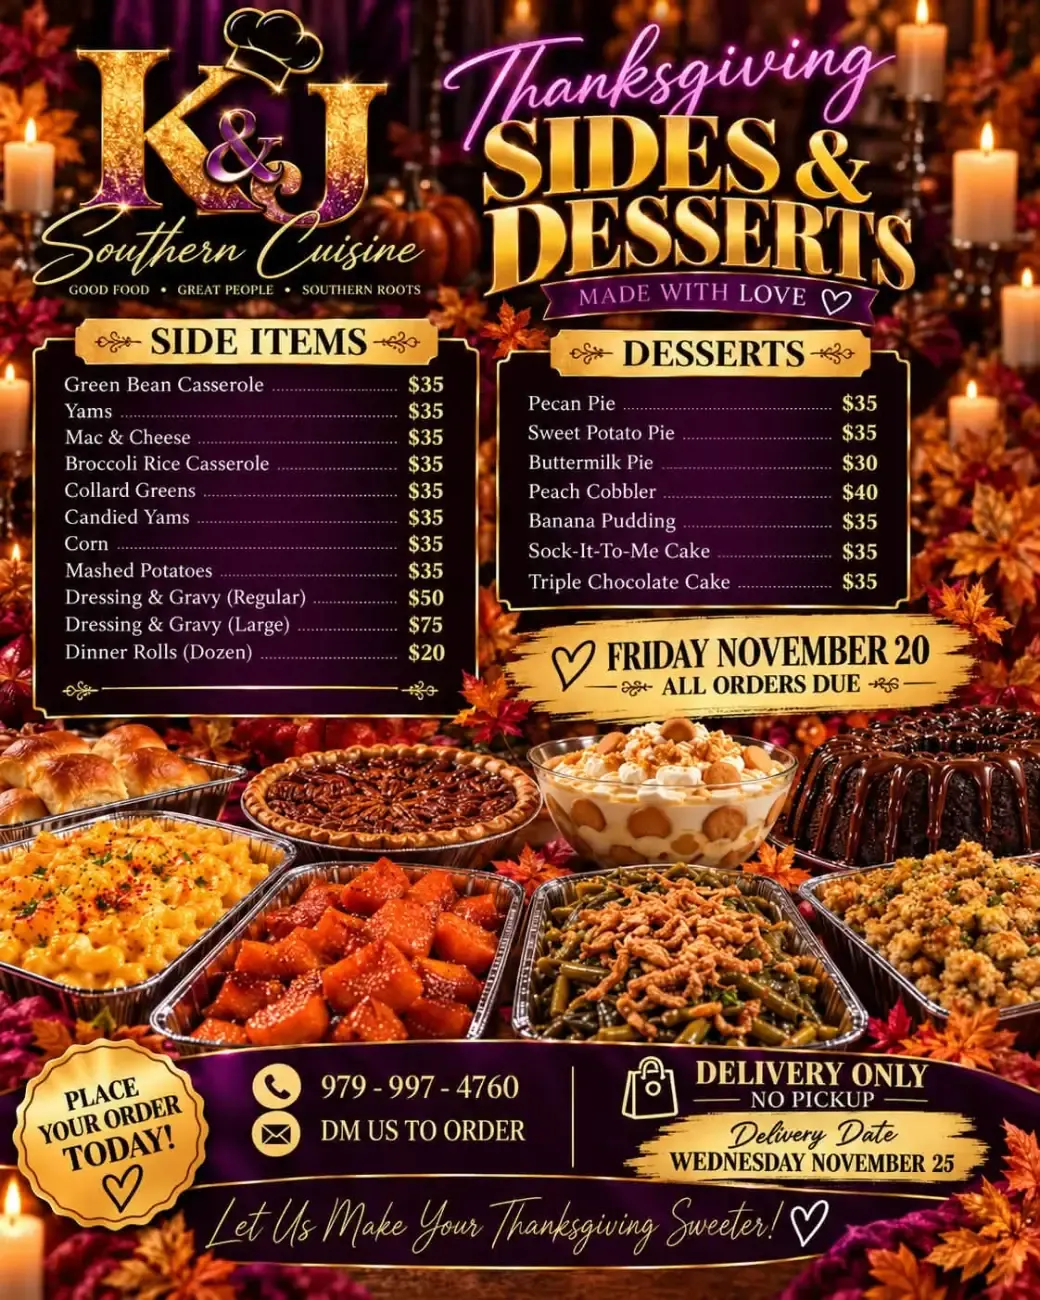 K&J
Southern Cuisine
GOOD FOOD • GREAT PEOPLE • SOUTHERN ROOTS
Thanksgiving
SIDES &
DESSERTS
MADE WITH LOVE
SIDE ITEMS
Green Bean Casserole $35
Yams $35
Mac & Cheese $35
Broccoli Rice Casserole $35
Collard Greens $35
Candied Yams $35
Corn $35
Mashed Potatoes $35
Dressing & Gravy (Regular) $50
Dressing & Gravy (Large) $75
Dinner Rolls (Dozen) $20
DESSERTS
Pecan Pie $35
Sweet Potato Pie $35
Buttermilk Pie $30
Peach Cobbler $40
Banana Pudding $35
Sock-It-To-Me Cake $35
Triple Chocolate Cake $35
FRIDAY NOVEMBER 20
ALL ORDERS DUE
PLACE
YOUR ORDER
TODAY!
979-997-4760
DM US TO ORDER
DELIVERY ONLY
NO PICKUP
Delivery Date
WEDNESDAY NOVEMBER 25
Let Us Make Your Thanksgiving Sweeter!